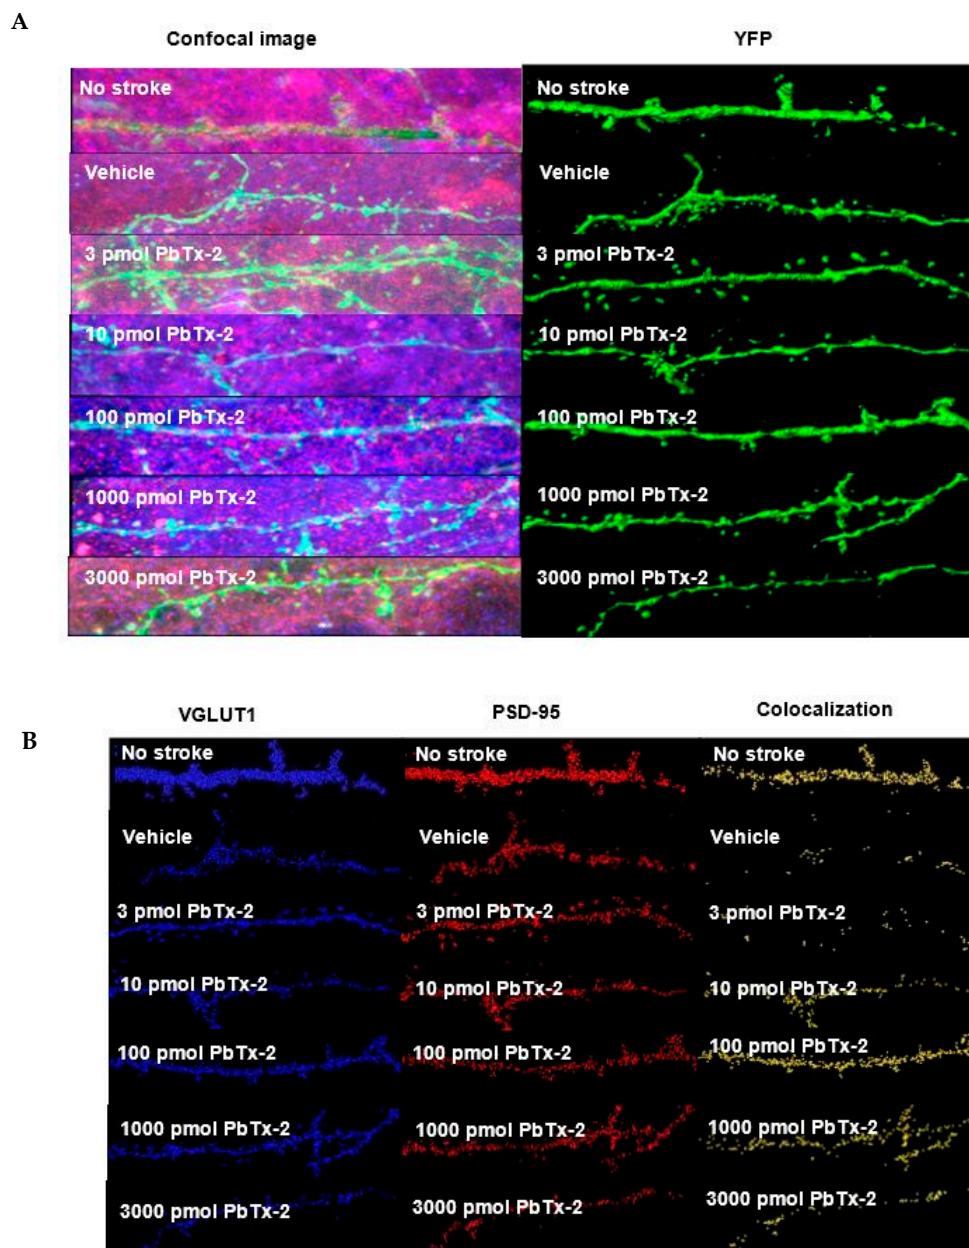 A
Confocal image
YFP
No stroke
No stroke
Vehicle
Vehicle
3 pmol PbTx-2
3 pmol PbTx-2
10 pmol PbTx-2
10 pmol PbTx-2
100 pmol PbTx-2
100 pmol PbTx-2
1000 pmol PbTx-2
1000 pmol PbTx-2
3000 pmol PbTx-2
3000 pmol PbTx-2
B
VGLUT1
PSD-95
Colocalization
No stroke
No stroke
No stroke
Vehicle
Vehicle
Vehicle
3 pmol PbTx-2
3 pmol PbTx-2
3 pmol PbTx-2
10 pmol PbTx-2
10 pmol PbTx-2
10 pmol PbTx-2
100 pmol PbTx-2
100 pmol PbTx-2
100 pmol PbTx-2
1000 pmol PbTx-2
1000 pmol PbTx-2
1000 pmol PbTx-2
3000 pmol PbTx-2
3000 pmol PbTx-2
3000 pmol PbTx-2